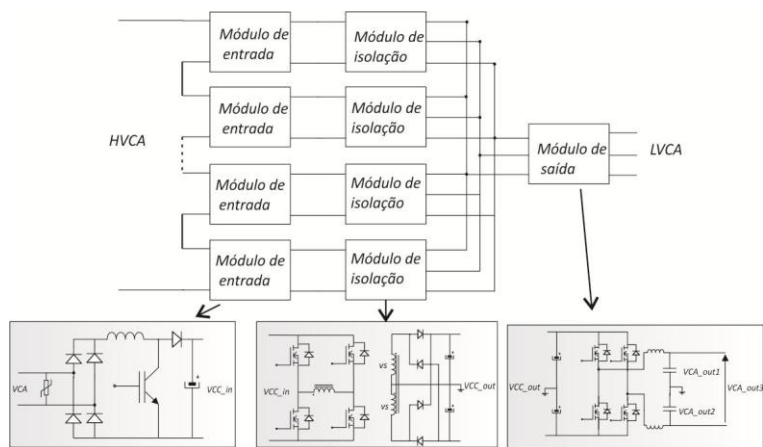 Módulo de
entrada
Módulo de
isolação
Módulo de
entrada
Módulo de
isolação
HVCA
Módulo de
saída
LVCA
Módulo de
entrada
Módulo de
isolação
Módulo de
entrada
Módulo de
isolação
VCA
VCC_in
VCC_in
vs
vs
VCC_out
VCC_out
VCA_out1
VCA_out2
VCA_out3